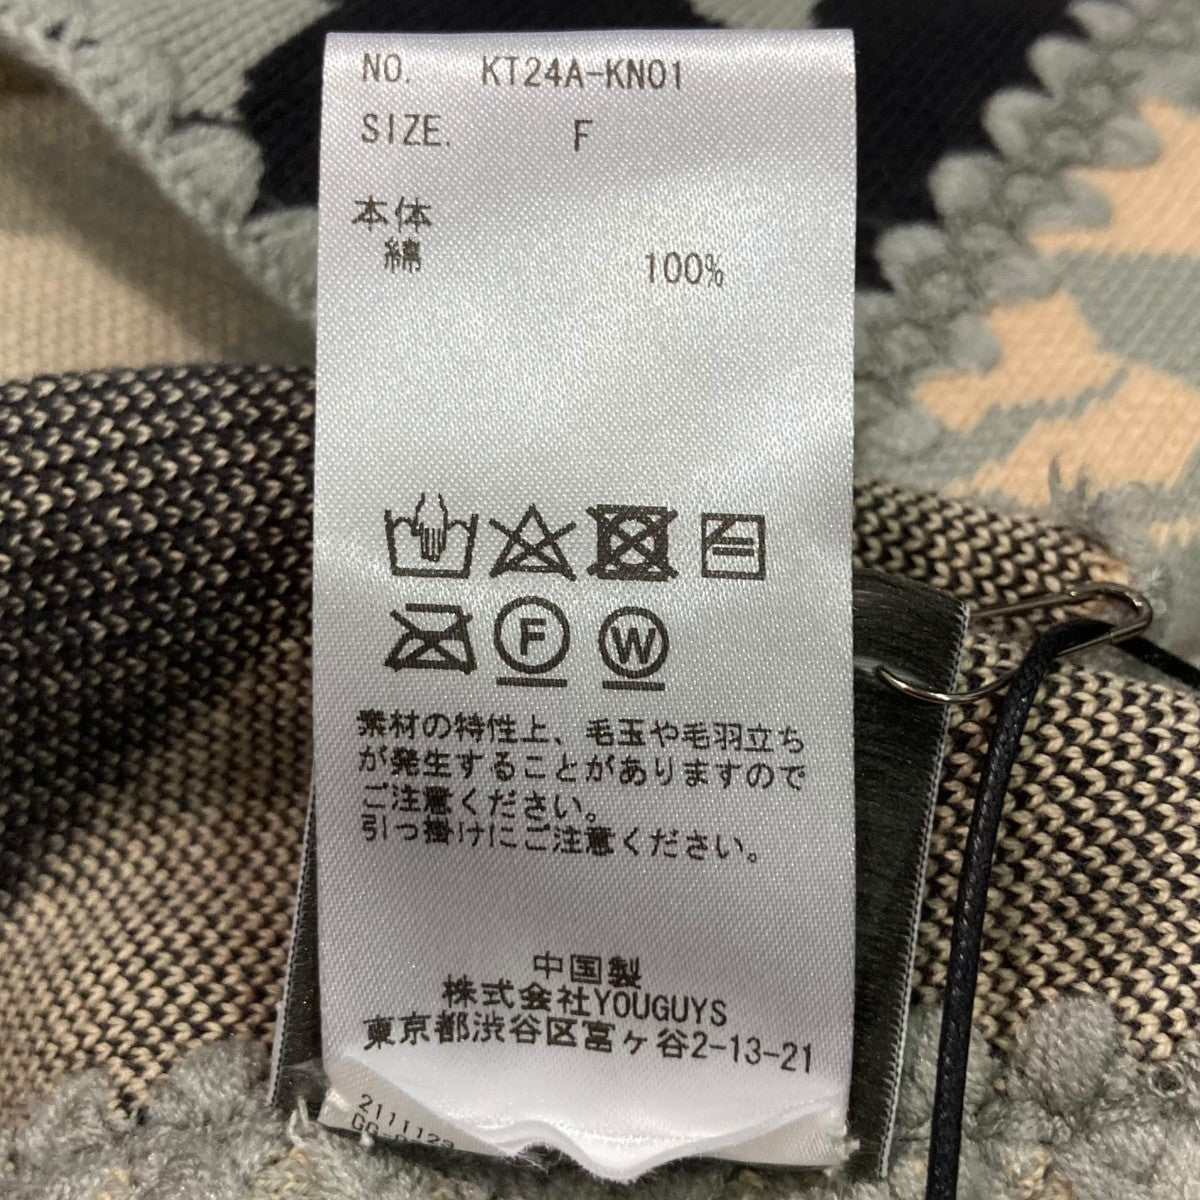 NO. KT24A-KN01
SIZE. F
本体
綿 100%
F W
素材の特性上、毛玉や毛羽立ち
が発生することがありますので
ご注意ください。
引っ掛けにご注意ください。
中国製
株式会社YOUGUYS
東京都渋谷区富ヶ谷2-13-21